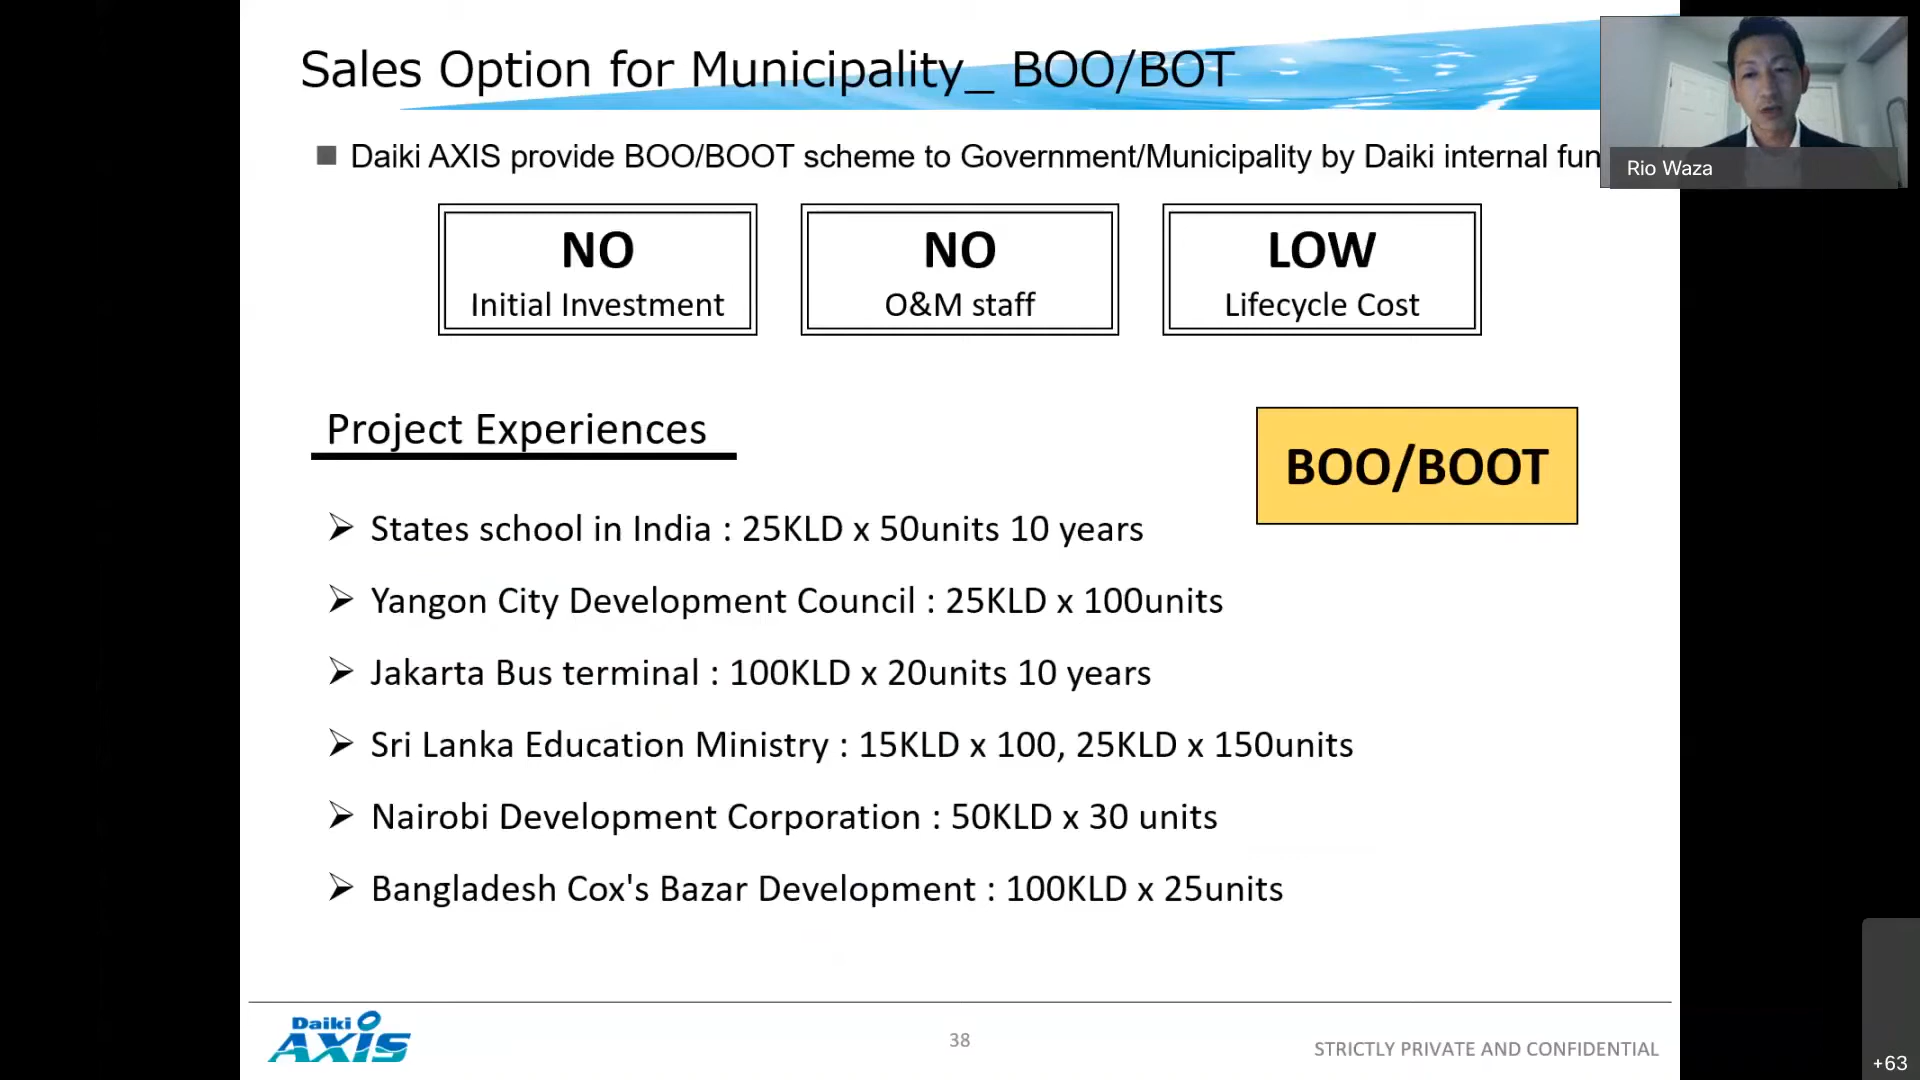 Sales Option for Municipality_ BOO/BOT
Rio Waza
■ Daiki AXIS provide BOO/BOOT scheme to Government/Municipality by Daiki internal fun
NO
Initial Investment
NO
O&M staff
LOW
Lifecycle Cost
Project Experiences
BOO/BOOT
➢ States school in India : 25KLD x 50units 10 years
➢ Yangon City Development Council : 25KLD x 100units
➢ Jakarta Bus terminal : 100KLD x 20units 10 years
➢ Sri Lanka Education Ministry : 15KLD x 100, 25KLD x 150units
➢ Nairobi Development Corporation : 50KLD x 30 units
➢ Bangladesh Cox's Bazar Development : 100KLD x 25units
Daiki
AXIS
38
STRICTLY PRIVATE AND CONFIDENTIAL
+63